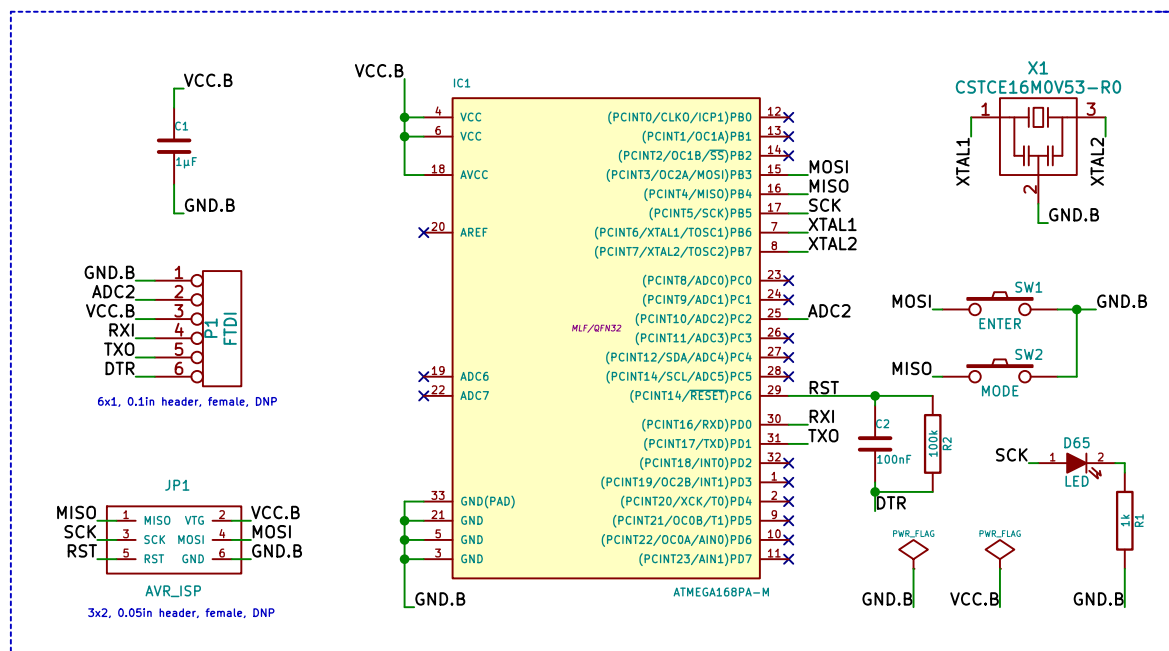 VCC.B
C1
1µF
GND.B
GND.B 1
ADC2 2
VCC.B 3
RXI 4
TXO 5
DTR 6
P1
FTDI
6x1, 0.1in header, female, DNP
JP1
MISO 1 MISO VTG 2 VCC.B
SCK 3 SCK MOSI 4 MOSI
RST 5 RST GND 6 GND.B
AVR_ISP
3x2, 0.05in header, female, DNP
VCC.B
IC1
4 VCC
6 VCC
18 AVCC
20 AREF
19 ADC6
22 ADC7
33 GND(PAD)
21 GND
5 GND
3 GND
GND.B
MLF/QFN32
(PCINT0/CLKO/ICP1)PB0 12
(PCINT1/OC1A)PB1 13
(PCINT2/OC1B/SS)PB2 14
(PCINT3/OC2A/MOSI)PB3 15 MOSI
(PCINT4/MISO)PB4 16 MISO
(PCINT5/SCK)PB5 17 SCK
(PCINT6/XTAL1/TOSC1)PB6 7 XTAL1
(PCINT7/XTAL2/TOSC2)PB7 8 XTAL2
(PCINT8/ADC0)PC0 23
(PCINT9/ADC1)PC1 24
(PCINT10/ADC2)PC2 25 ADC2
(PCINT11/ADC3)PC3 26
(PCINT12/SDA/ADC4)PC4 27
(PCINT14/SCL/ADC5)PC5 28
(PCINT14/RESET)PC6 29 RST
(PCINT16/RXD)PD0 30 RXI
(PCINT17/TXD)PD1 31 TXO
(PCINT18/INT0)PD2 32
(PCINT19/OC2B/INT1)PD3 1
(PCINT20/XCK/T0)PD4 2
(PCINT21/OC0B/T1)PD5 9
(PCINT22/OC0A/AIN0)PD6 10
(PCINT23/AIN1)PD7 11
ATMEGA168PA-M
X1
CSTCE16M0V53-R0
1 3
XTAL1
XTAL2
2
GND.B
MOSI SW1 GND.B
ENTER
MISO SW2
MODE
C2
100nF
100k
R2
DTR
D65
SCK 1 2
LED
1k
R1
GND.B
PWR_FLAG
GND.B
PWR_FLAG
VCC.B